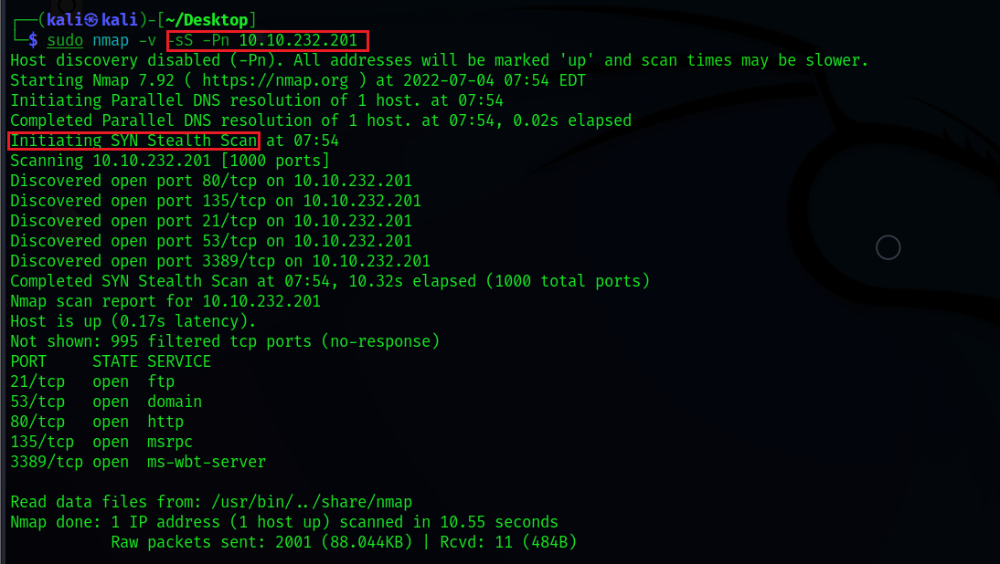 ┌──(kali㉿kali)-[~/Desktop]
└─$ sudo nmap -v -sS -Pn 10.10.232.201
Host discovery disabled (-Pn). All addresses will be marked 'up' and scan times may be slower.
Starting Nmap 7.92 ( https://nmap.org ) at 2022-07-04 07:54 EDT
Initiating Parallel DNS resolution of 1 host. at 07:54
Completed Parallel DNS resolution of 1 host. at 07:54, 0.02s elapsed
Initiating SYN Stealth Scan at 07:54
Scanning 10.10.232.201 [1000 ports]
Discovered open port 80/tcp on 10.10.232.201
Discovered open port 135/tcp on 10.10.232.201
Discovered open port 21/tcp on 10.10.232.201
Discovered open port 53/tcp on 10.10.232.201
Discovered open port 3389/tcp on 10.10.232.201
Completed SYN Stealth Scan at 07:54, 10.32s elapsed (1000 total ports)
Nmap scan report for 10.10.232.201
Host is up (0.17s latency).
Not shown: 995 filtered tcp ports (no-response)
PORT     STATE SERVICE
21/tcp   open  ftp
53/tcp   open  domain
80/tcp   open  http
135/tcp  open  msrpc
3389/tcp open  ms-wbt-server
Read data files from: /usr/bin/../share/nmap
Nmap done: 1 IP address (1 host up) scanned in 10.55 seconds
           Raw packets sent: 2001 (88.044KB) | Rcvd: 11 (484B)